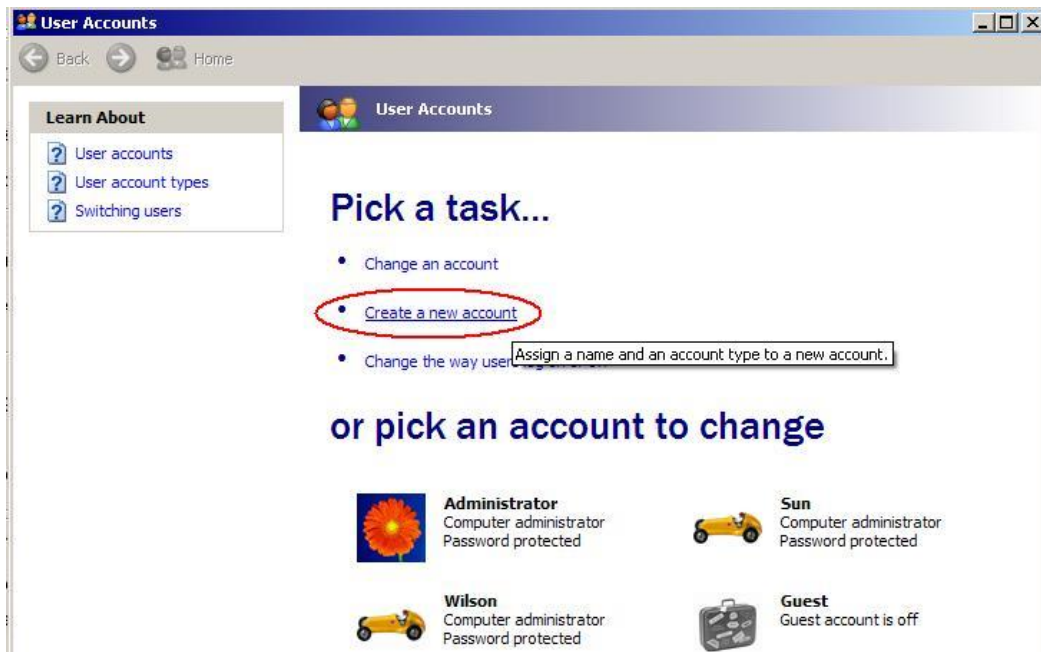 User Accounts
Back Home
Learn About
User accounts
User account types
Switching users
User Accounts
Pick a task...
Change an account
Create a new account
Assign a name and an account type to a new account.
Change the way users
or pick an account to change
Administrator
Computer administrator
Password protected
Sun
Computer administrator
Password protected
Wilson
Computer administrator
Password protected
Guest
Guest account is off